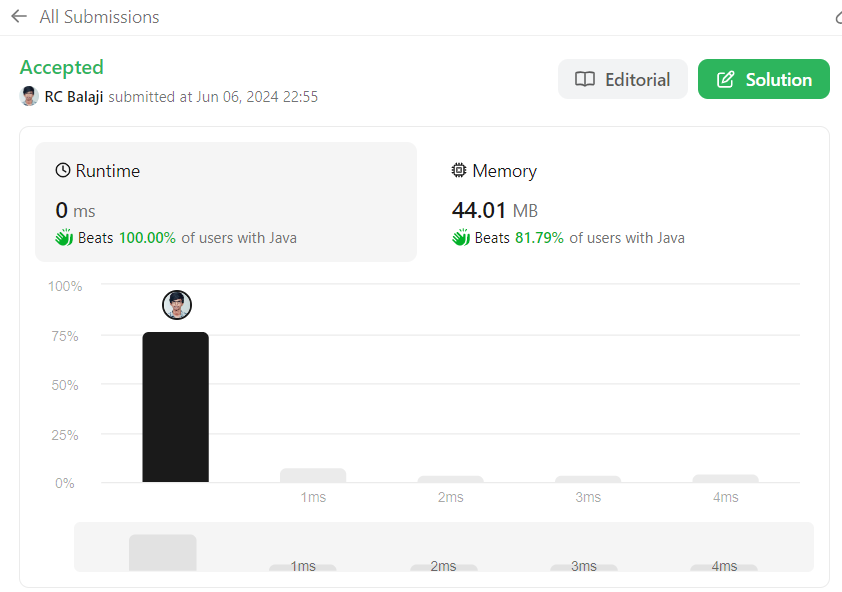 All Submissions
Accepted
Editorial
Solution
RC Balaji submitted at Jun 06, 2024 22:55
Runtime
0 ms
Beats 100.00% of users with Java
Memory
44.01 MB
Beats 81.79% of users with Java
100%
75%
50%
25%
0%
1ms 2ms 3ms 4ms
1ms 2ms 3ms 4ms